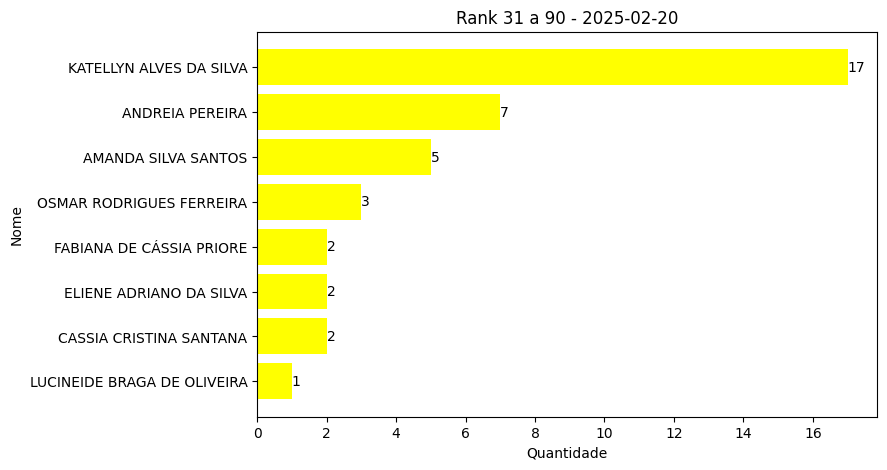 Rank 31 a 90 - 2025-02-20
KATELLYN ALVES DA SILVA 17
ANDREIA PEREIRA 7
AMANDA SILVA SANTOS 5
OSMAR RODRIGUES FERREIRA 3
FABIANA DE CÁSSIA PRIORE 2
ELIENE ADRIANO DA SILVA 2
CASSIA CRISTINA SANTANA 2
LUCINEIDE BRAGA DE OLIVEIRA 1
Nome
0 2 4 6 8 10 12 14 16
Quantidade